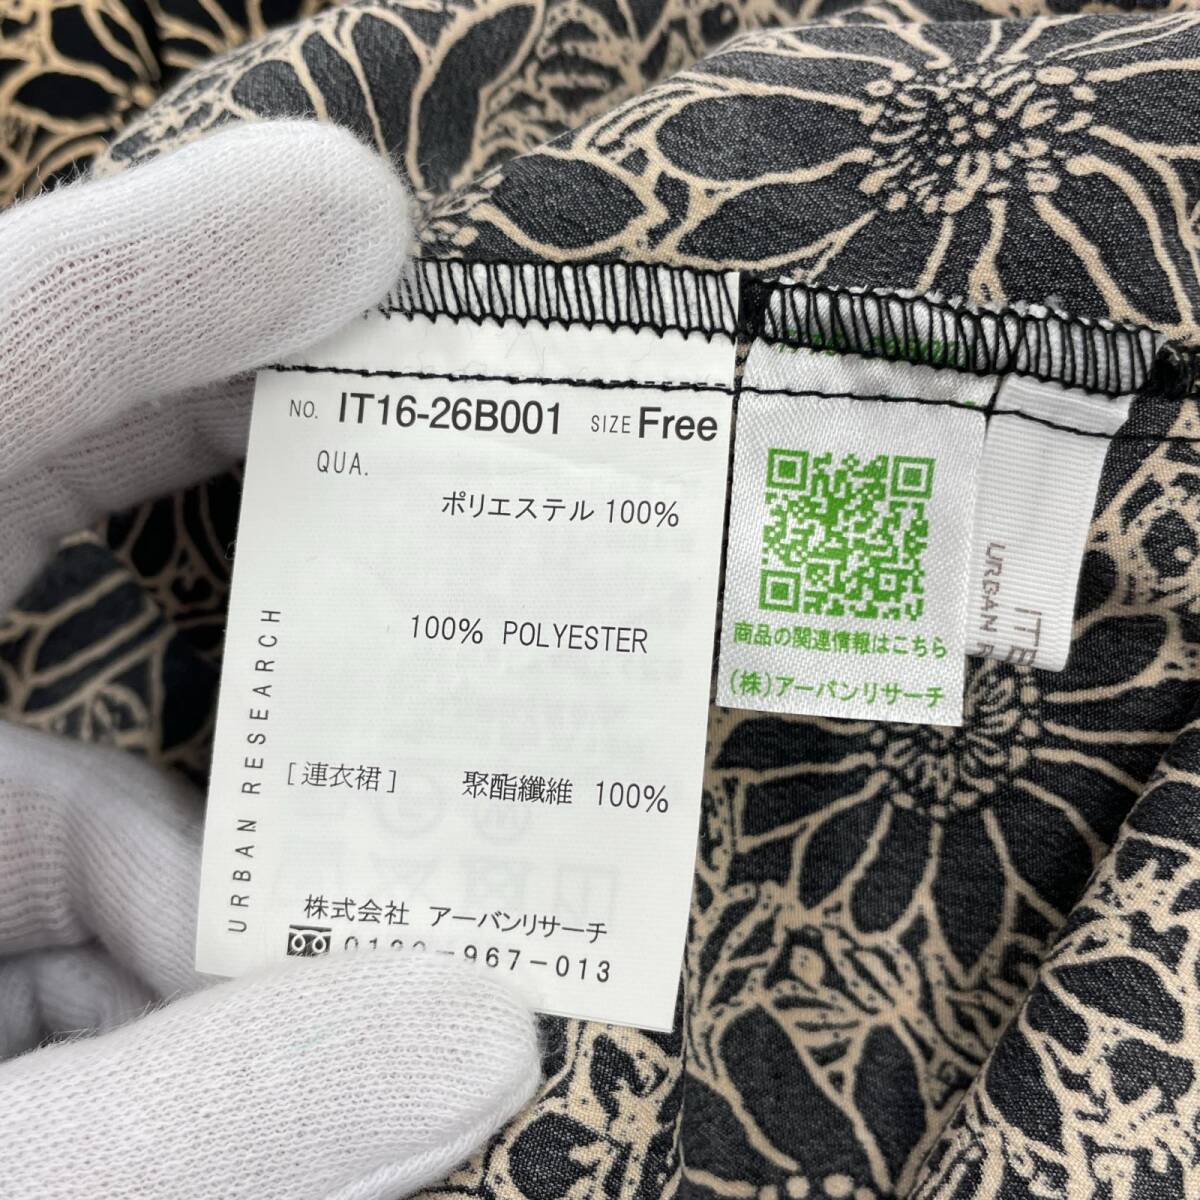 NO. IT16-26B001 SIZE Free
QUA.
ポリエステル 100%
100% POLYESTER
[連衣裙] 聚酯纖維 100%
株式会社 アーバンリサーチ
0120-967-013
URBAN RESEARCH
商品の関連情報はこちら
(株)アーバンリサーチ
URBAN